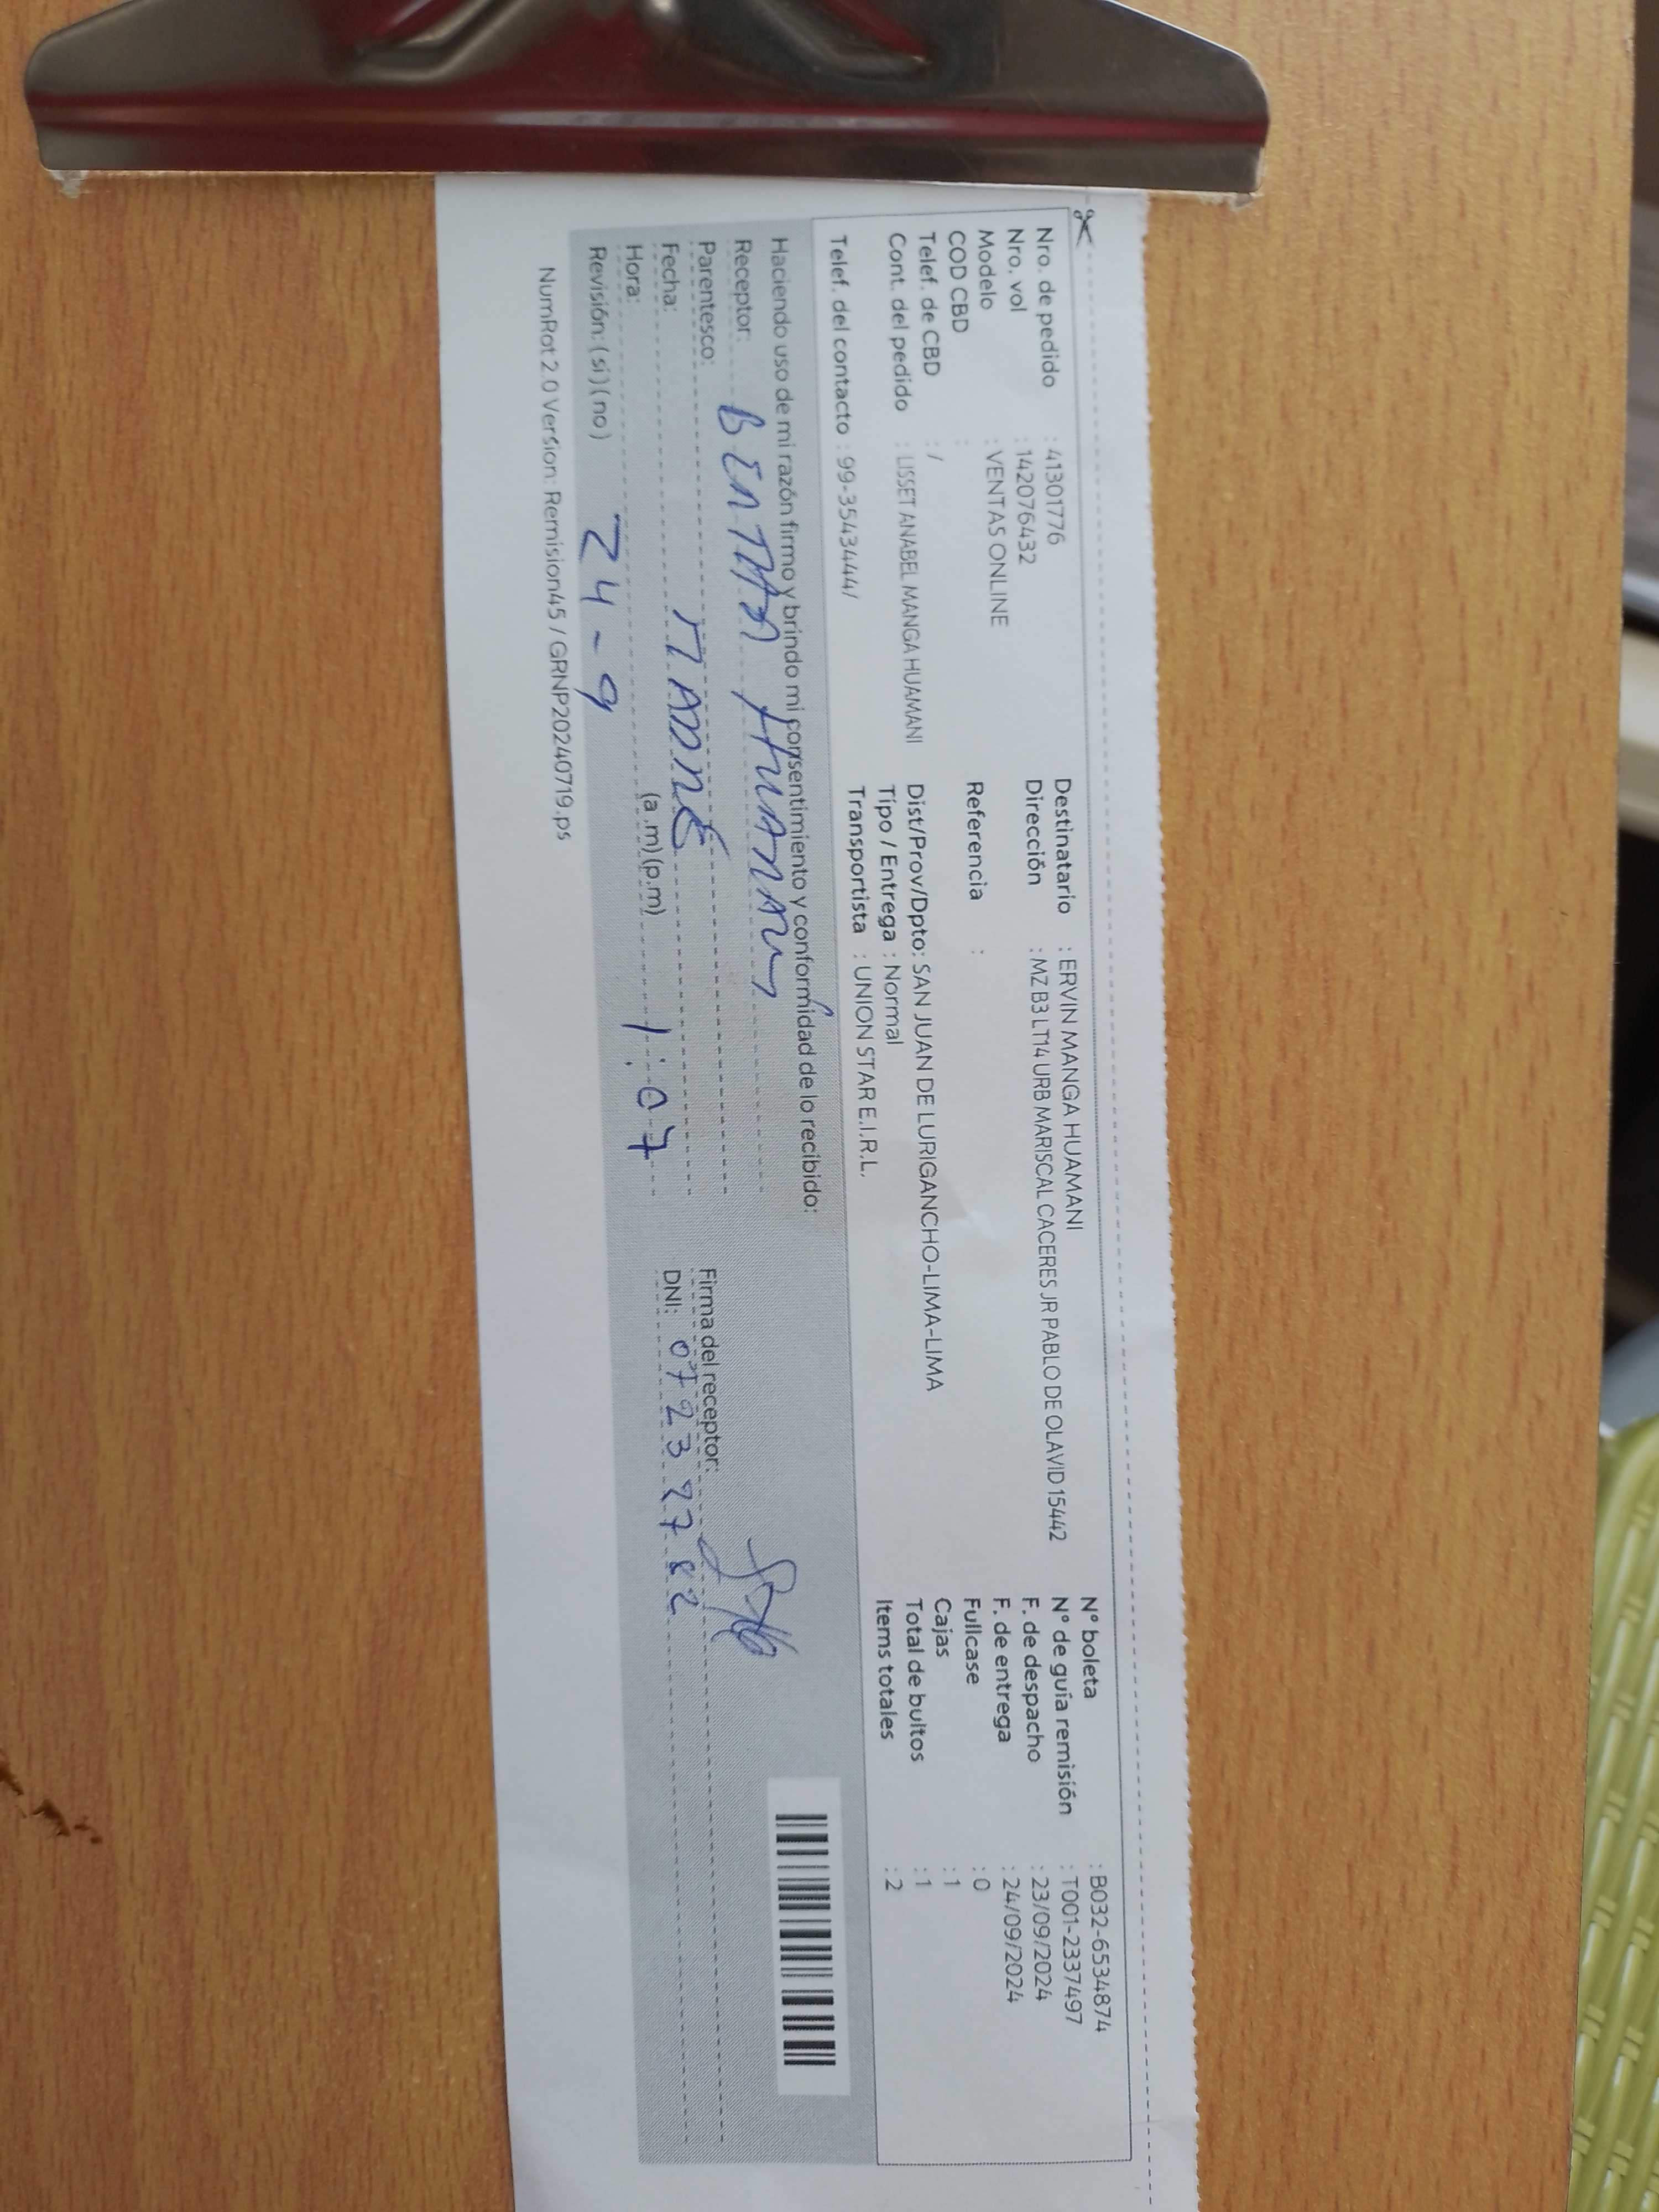 Nro. de pedido : 41301776
Nro. vol : 142076432
Modelo : VENTAS ONLINE
COD CBD :
Telef. de CBD : /
Cont. del pedido : LISSET ANABEL MANGA HUAMANI
Telef. del contacto : 99-3543444/
Destinatario : ERVIN MANGA HUAMANI
Dirección : MZ B3 LT14 URB MARISCAL CACERES JR PABLO DE OLAVID 15442
Referencia :
Dist/Prov/Dpto: SAN JUAN DE LURIGANCHO-LIMA-LIMA
Tipo / Entrega : Normal
Transportista : UNION STAR E.I.R.L.
N° boleta : B032-6534874
N° de guia remisión : T001-2337497
F. de despacho : 23/09/2024
F. de entrega : 24/09/2024
Fullcase : 0
Cajas : 1
Total de bultos : 1
Items totales : 2
Haciendo uso de mi razón firmo y brindo mi consentimiento y conformidad de lo recibido:
Receptor: HUAMANI
Parentesco: MADRE
Fecha:
Hora: (a.m)(p.m) 1:07
Revisión: (si)(no) 24-9
Firma del receptor:
DNI:
NumRot 2.0 Version: Remision45 / GRNP20240719.ps